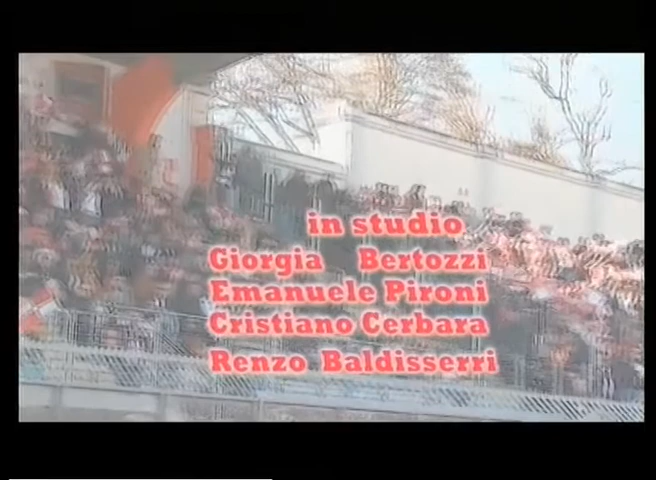 in studio
Giorgia Bertozzi
Emanuele Pironi
Cristiano Cerbara
Renzo Baldisserri